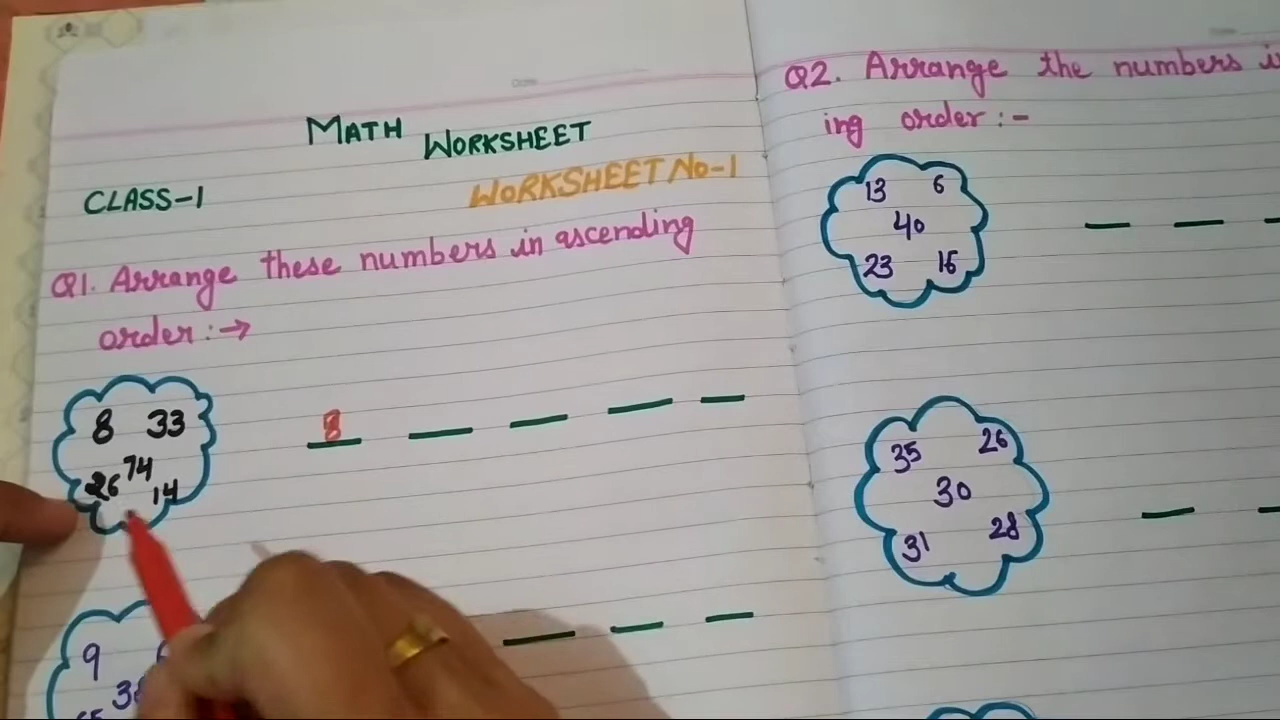 MATH WORKSHEET
CLASS-1
WORKSHEET No-1
Q1. Arrange these numbers in ascending
order:→
8 33
74
26 14
8
9
Q2. Arrange the numbers
ing order:-
13 6
40
23 16
35 26
30
31 28